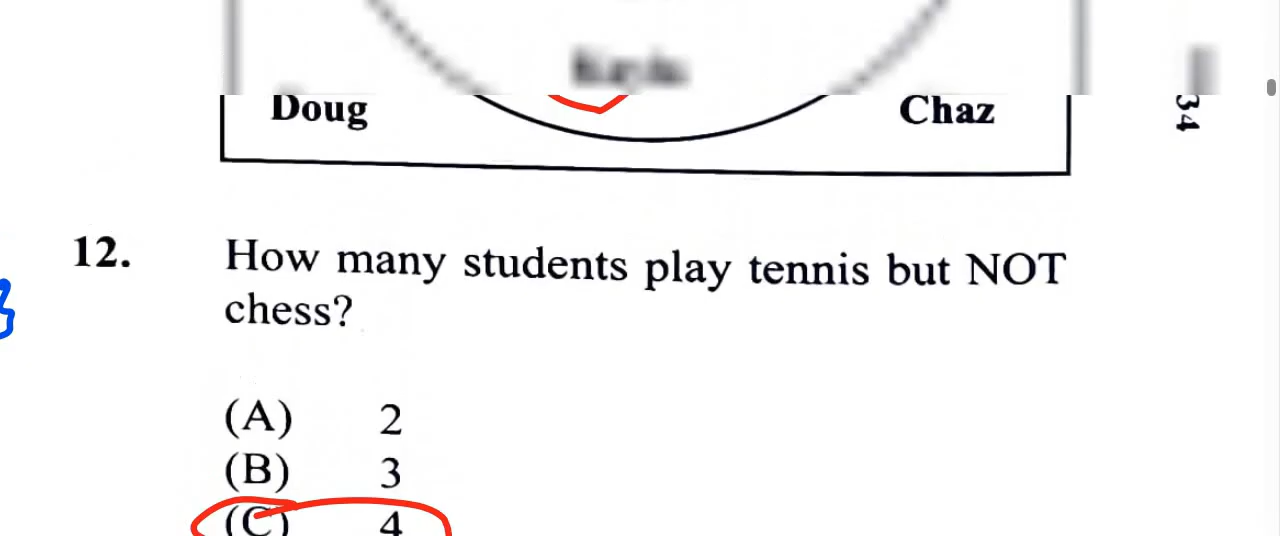 Doug Chaz
34
12. How many students play tennis but NOT
chess?
(A) 2
(B) 3
(C) 4